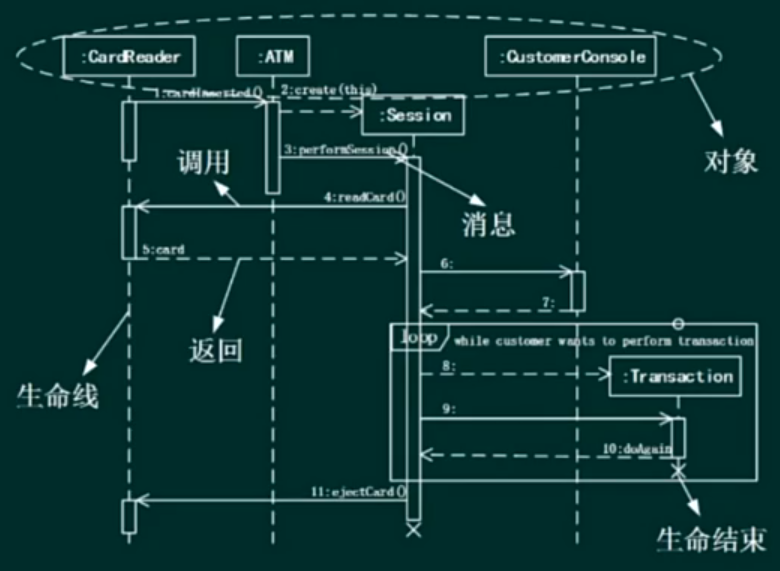 :CardReader
:ATM
:CustomerConsole
1:cardInserted()
2:create(this)
:Session
对象
3:performSession()
调用
4:readCard()
消息
5:card
6:
7:
返回
loop
while customer wants to perform transaction
生命线
8:
:Transaction
9:
10:doAgain
11:ejectCard()
生命结束